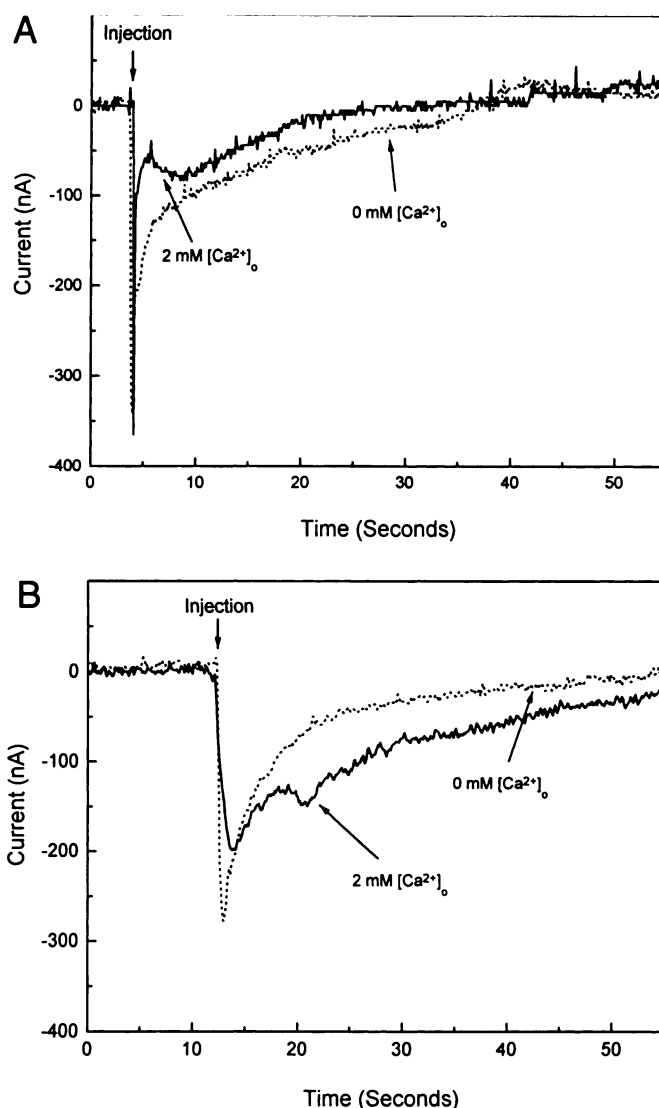 A
Injection
0
-100
-200
-300
-400
Current (nA)
2 mM [Ca²⁺]ₒ
0 mM [Ca²⁺]ₒ
0 10 20 30 40 50
Time (Seconds)
B
Injection
0
-100
-200
-300
-400
Current (nA)
0 mM [Ca²⁺]ₒ
2 mM [Ca²⁺]ₒ
0 10 20 30 40 50
Time (Seconds)